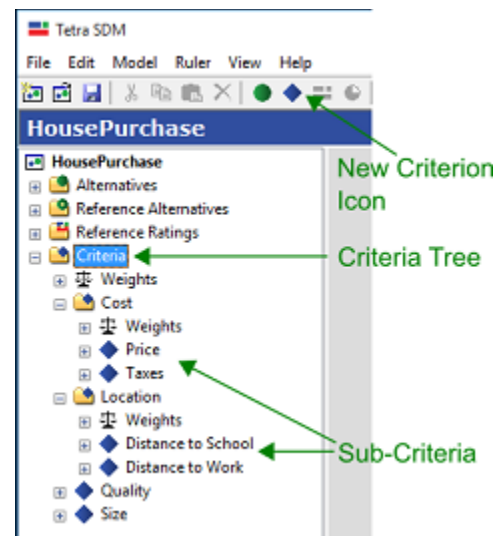 Tetra SDM
File Edit Model Ruler View Help
HousePurchase
HousePurchase
Alternatives
Reference Alternatives
Reference Ratings
Criteria
Weights
Cost
Weights
Price
Taxes
Location
Weights
Distance to School
Distance to Work
Quality
Size
New Criterion
Icon
Criteria Tree
Sub-Criteria